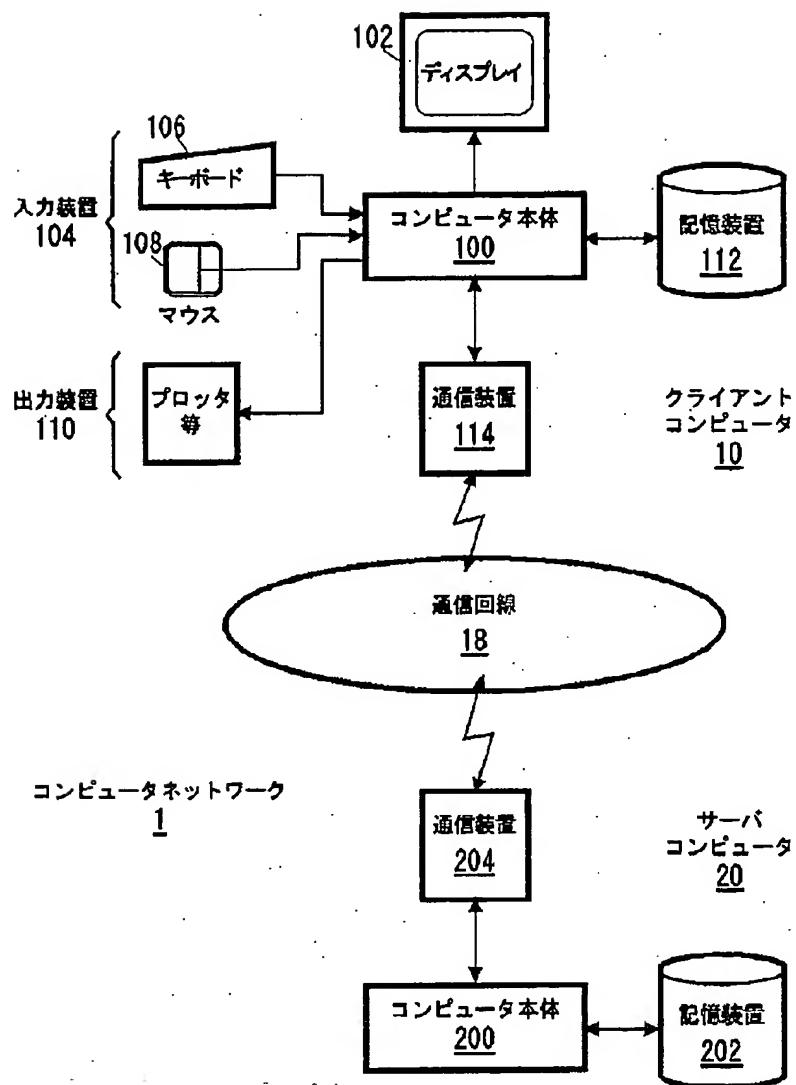 102
ディスプレイ
106
キーボード
入力装置
104
108
マウス
コンピュータ本体
100
記憶装置
112
出力装置
110
プロッタ
等
通信装置
114
クライアント
コンピュータ
10
通信回線
18
コンピュータネットワーク
1
通信装置
204
サーバ
コンピュータ
20
コンピュータ本体
200
記憶装置
202